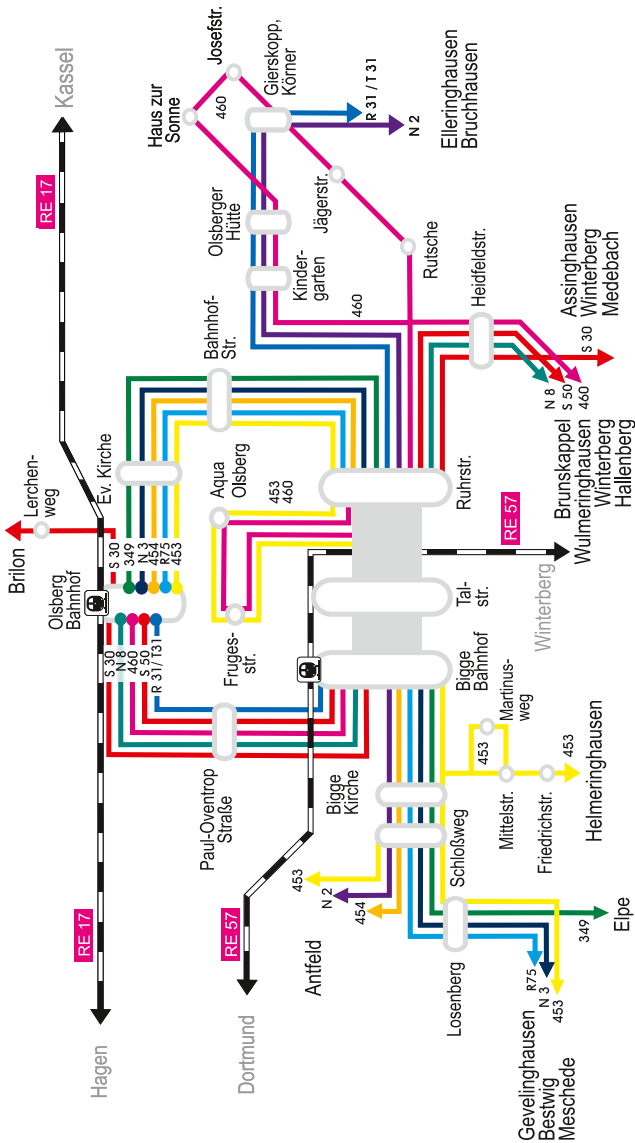 Kassel
RE 17
Josefstr.
Haus zur
Sonne
460
Gierskopp,
Körner
R 31 / T 31
N 2
Elleringhausen
Bruchhausen
Olsberger
Hütte
Jägerstr.
Kinder-
garten
Rutsche
460
Heidfeldstr.
Assinghausen
Winterberg
Medebach
S 30
N 8
S 50
460
Brunskappel
Wulmeringhausen
Winterberg
Hallenberg
Bahnhof-
Str.
Ev. Kirche
Lerchen-
weg
Brilon
Olsberg
Bahnhof
S 30
349
N 3
454
R75
453
S 30
N 8
460
S 50
R 31 / T31
Aqua
Olsberg
453
460
Fruges-
str.
Ruhrstr.
RE 57
Winterberg
Tal-
str.
Bigge
Bahnhof
Martinus-
weg
453
453
Mittelstr.
Friedrichstr.
Helmeringhausen
Paul-Oventrop
Straße
Bigge
Kirche
Schloßweg
453
N 2
454
Antfeld
Losenberg
349
Elpe
R75
N 3
453
Gevelinghausen
Bestwig
Meschede
RE 17
Hagen
RE 57
Dortmund